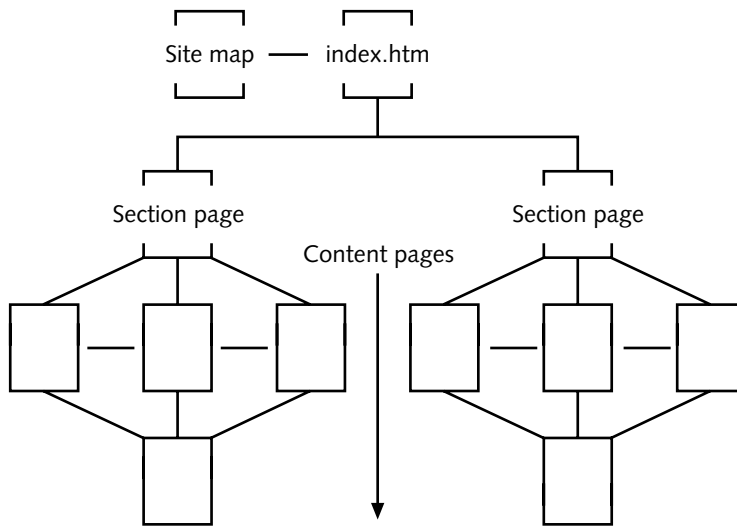 Site map
index.htm
Section page
Section page
Content pages